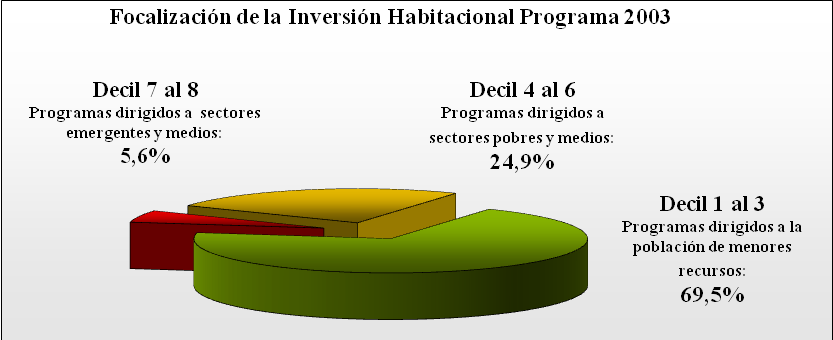 Focalización de la Inversión Habitacional Programa 2003
Decil 7 al 8
Programas dirigidos a sectores
emergentes y medios:
5,6%
Decil 4 al 6
Programas dirigidos a
sectores pobres y medios:
24,9%
Decil 1 al 3
Programas dirigidos a la
población de menores
recursos:
69,5%